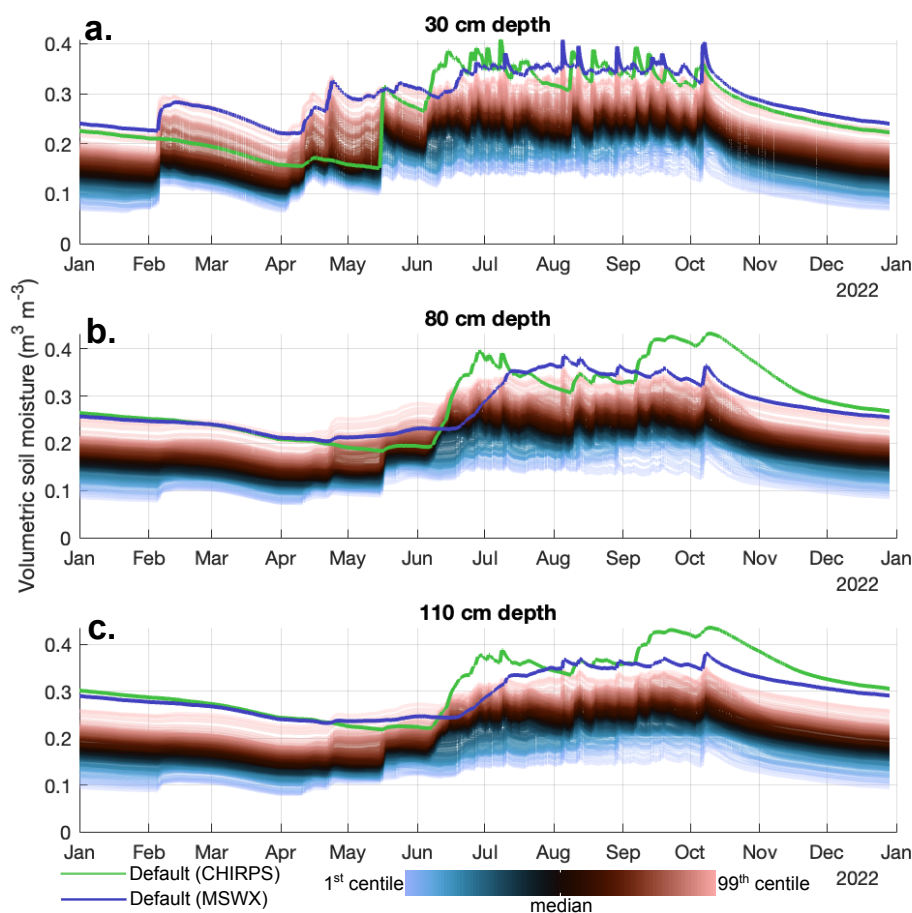 a.
30 cm depth
0.4
0.3
0.2
0.1
0
Jan Feb Mar Apr May Jun Jul Aug Sep Oct Nov Dec Jan
2022
Volumetric soil moisture (m³ m⁻³)
b.
80 cm depth
0.4
0.3
0.2
0.1
0
Jan Feb Mar Apr May Jun Jul Aug Sep Oct Nov Dec Jan
2022
c.
110 cm depth
0.4
0.3
0.2
0.1
0
Jan Feb Mar Apr May Jun Jul Aug Sep Oct Nov Dec Jan
2022
Default (CHIRPS)
Default (MSWX)
1st centile
median
99th centile